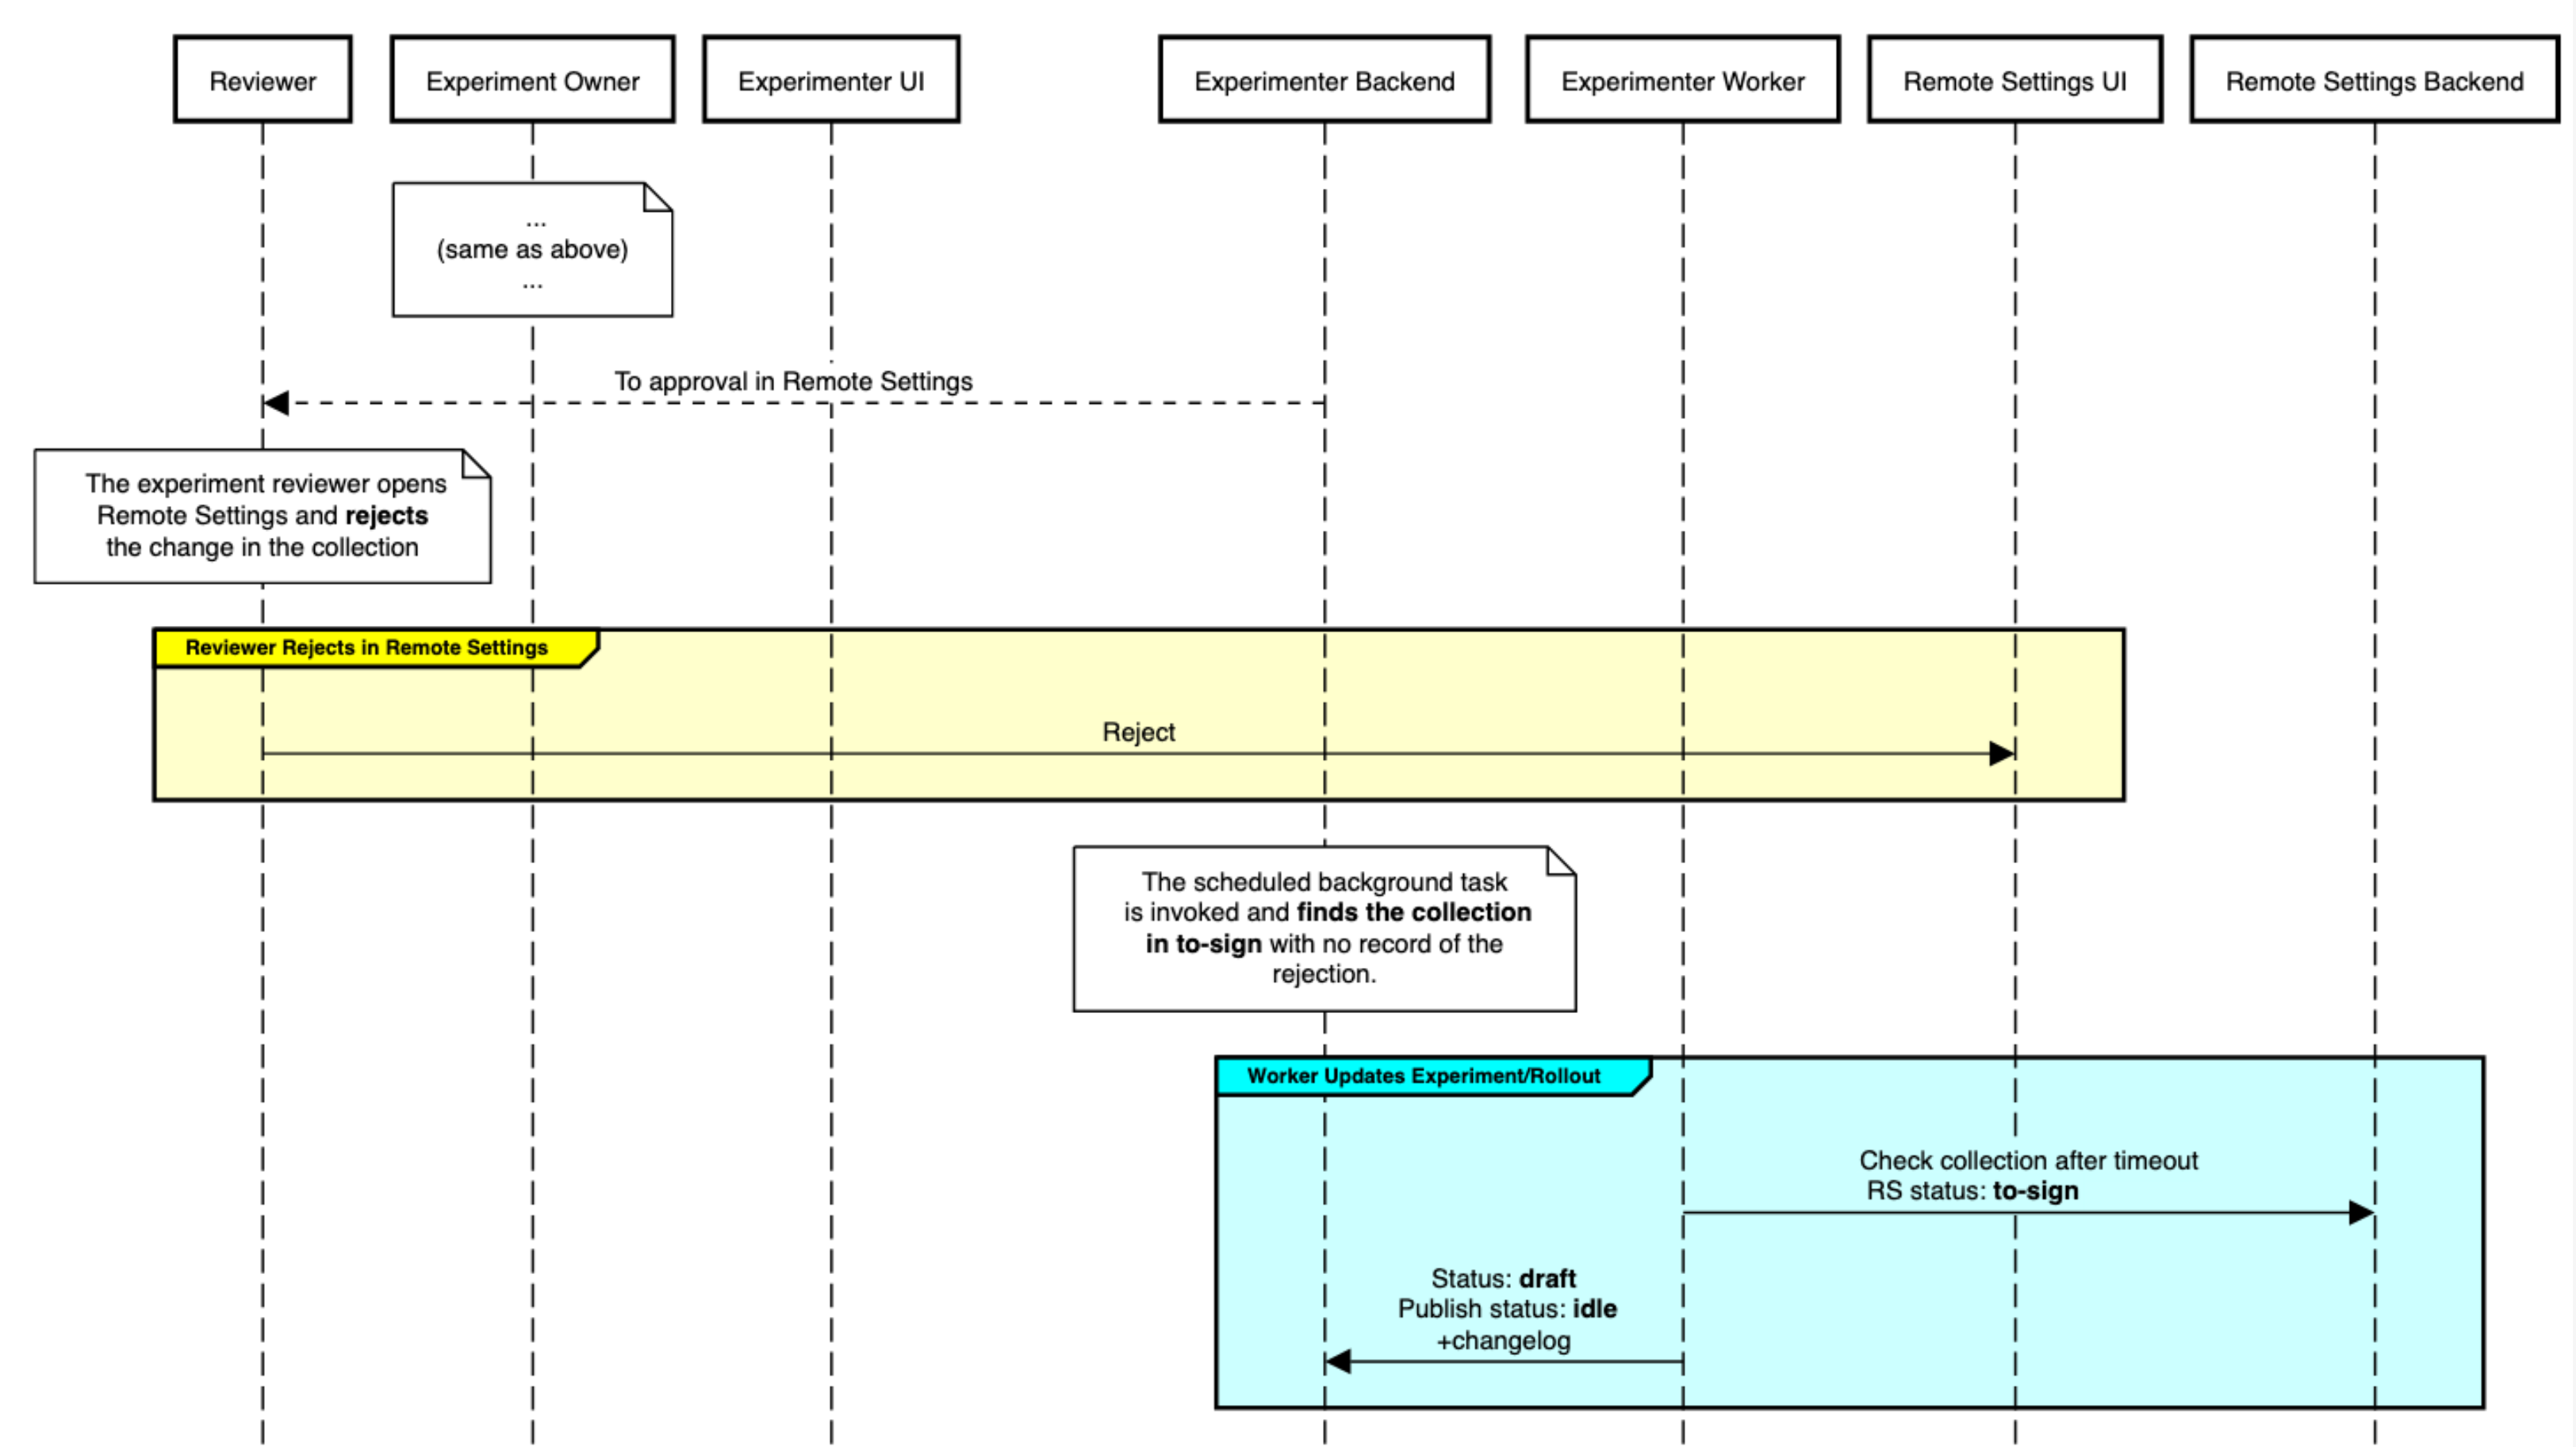 Reviewer
Experiment Owner
Experimenter UI
Experimenter Backend
Experimenter Worker
Remote Settings UI
Remote Settings Backend
...
(same as above)
...
To approval in Remote Settings
The experiment reviewer opens
Remote Settings and rejects
the change in the collection
Reviewer Rejects in Remote Settings
Reject
The scheduled background task
is invoked and finds the collection
in to-sign with no record of the
rejection.
Worker Updates Experiment/Rollout
Check collection after timeout
RS status: to-sign
Status: draft
Publish status: idle
+changelog